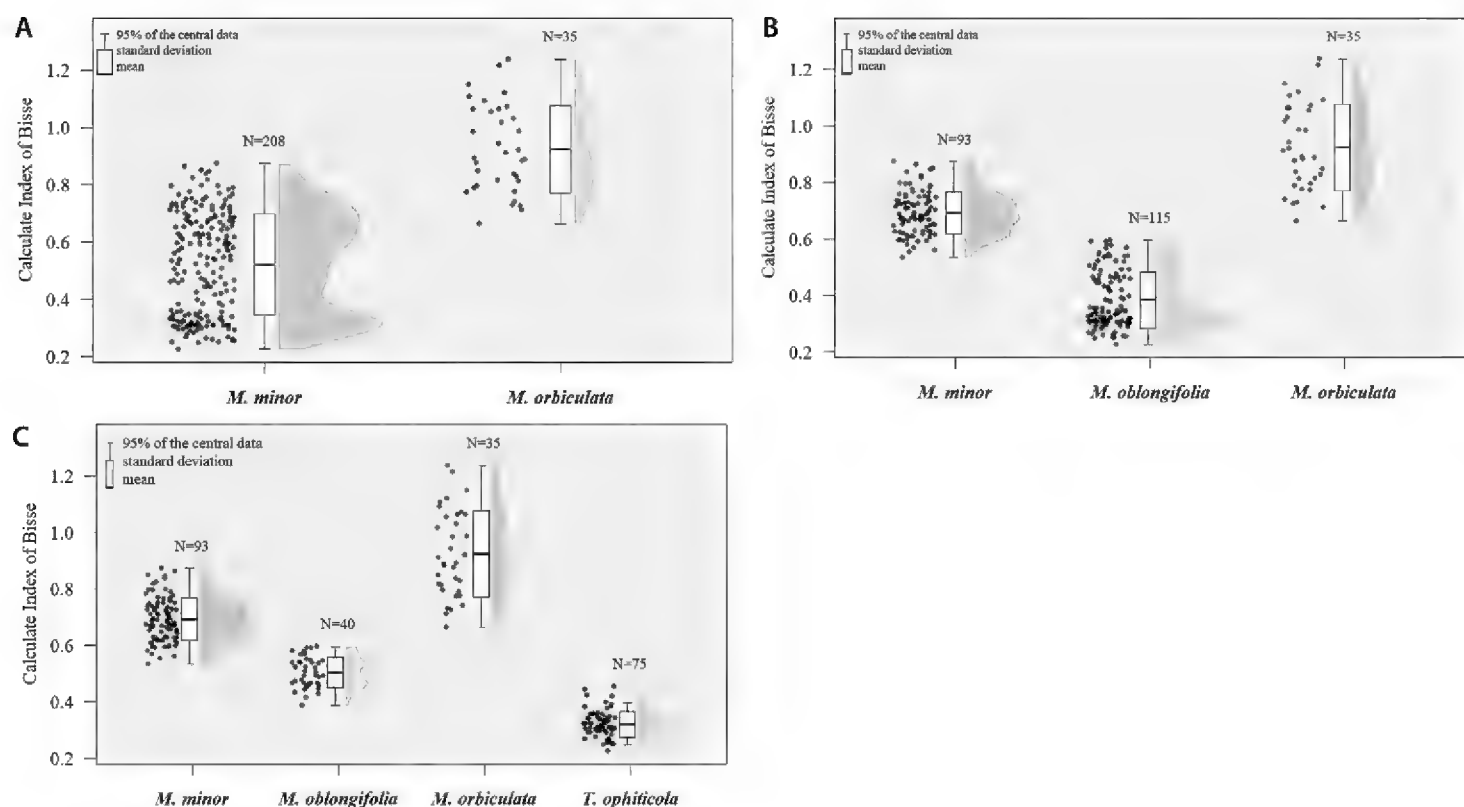 A
95% of the central data
standard deviation
mean
N=208
N=35
Calculate Index of Bisse
1.2
1.0
0.8
0.6
0.4
0.2
M. minor
M. orbiculata
B
95% of the central data
standard deviation
mean
N=93
N=115
N=35
Calculate Index of Bisse
1.2
1.0
0.8
0.6
0.4
0.2
M. minor
M. oblongifolia
M. orbiculata
C
95% of the central data
standard deviation
mean
N=93
N=40
N=35
N=75
Calculate Index of Bisse
1.2
1.0
0.8
0.6
0.4
0.2
M. minor
M. oblongifolia
M. orbiculata
T. ophiticola